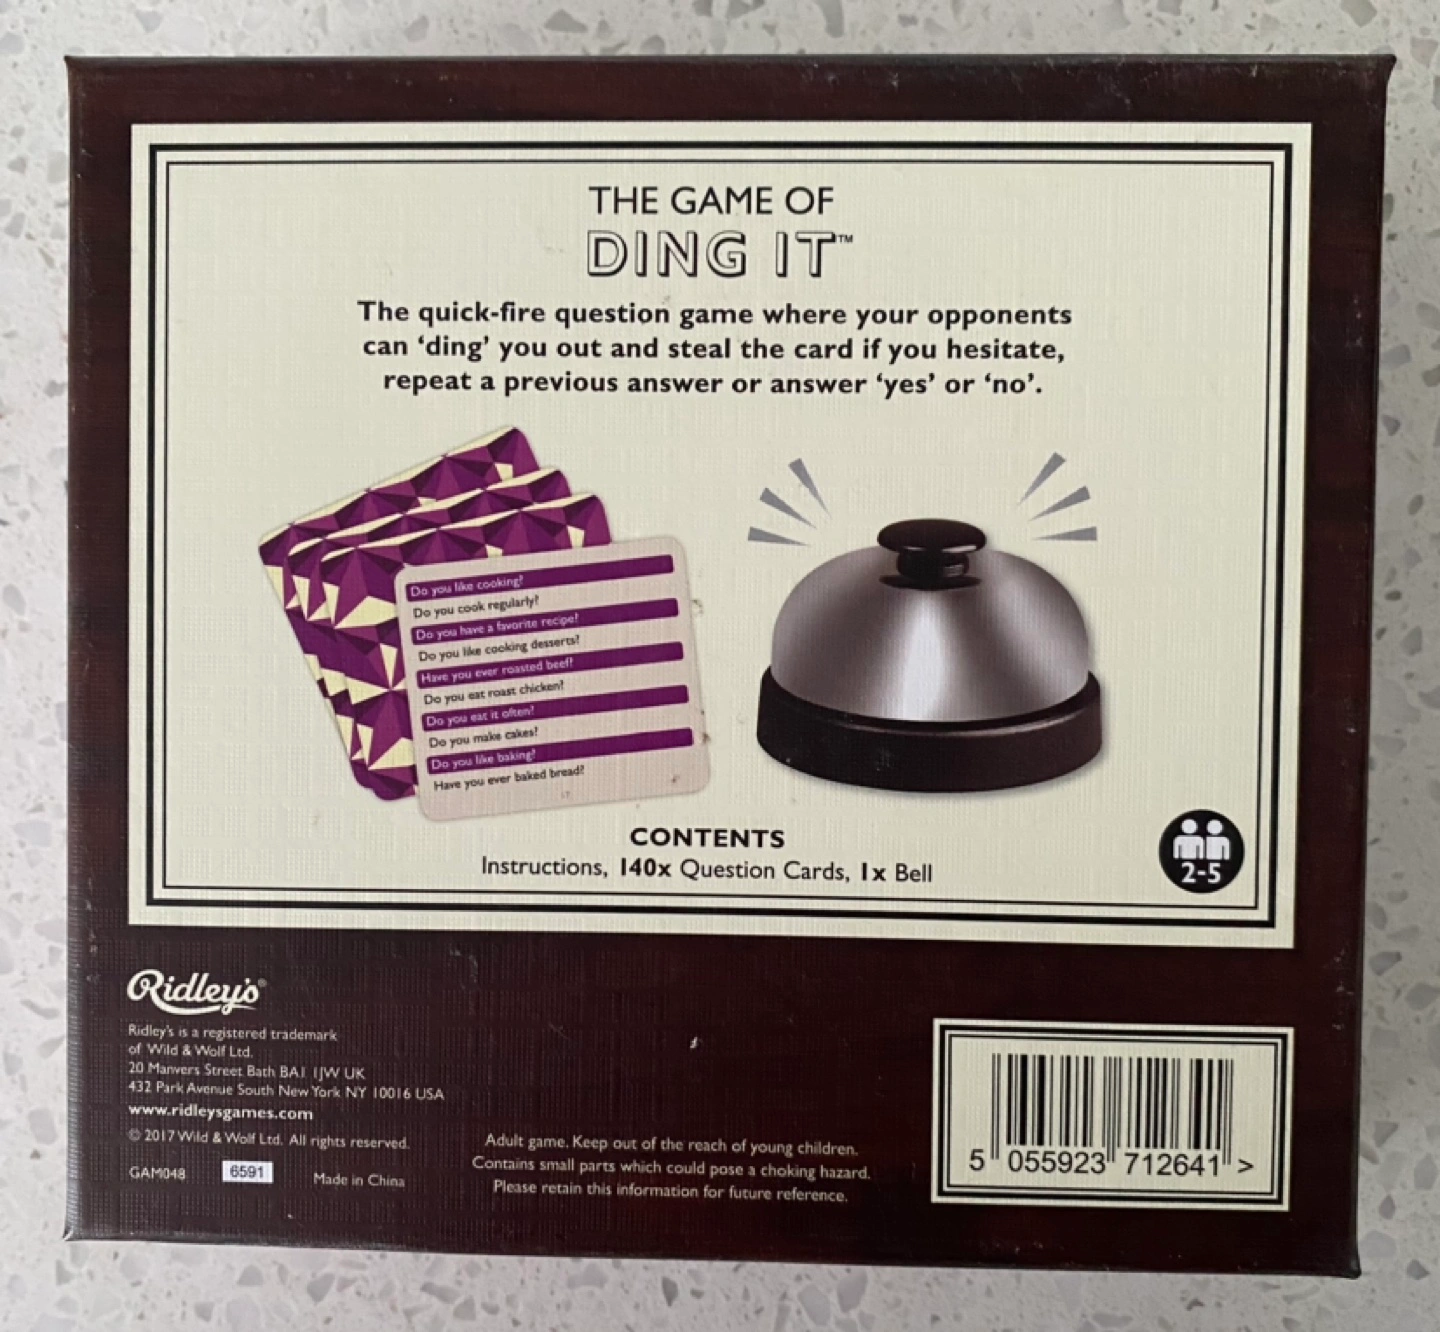 THE GAME OF
DING IT™
The quick-fire question game where your opponents
can ‘ding’ you out and steal the card if you hesitate,
repeat a previous answer or answer ‘yes’ or ‘no’.
Do you like cooking?
Do you cook regularly?
Do you have a favorite recipe?
Do you like cooking desserts?
Have you ever roasted beef?
Do you eat roast chicken?
Do you eat it often?
Do you make cakes?
Do you like baking?
Have you ever baked bread?
CONTENTS
Instructions, 140x Question Cards, 1x Bell
2-5
Ridley's®
Ridley's is a registered trademark
of Wild & Wolf Ltd.
20 Manvers Street Bath BA1 1JW UK
432 Park Avenue South New York NY 10016 USA
www.ridleysgames.com
© 2017 Wild & Wolf Ltd. All rights reserved.
GAM048 6591 Made in China
Adult game. Keep out of the reach of young children.
Contains small parts which could pose a choking hazard.
Please retain this information for future reference.
5 055923 712641 >